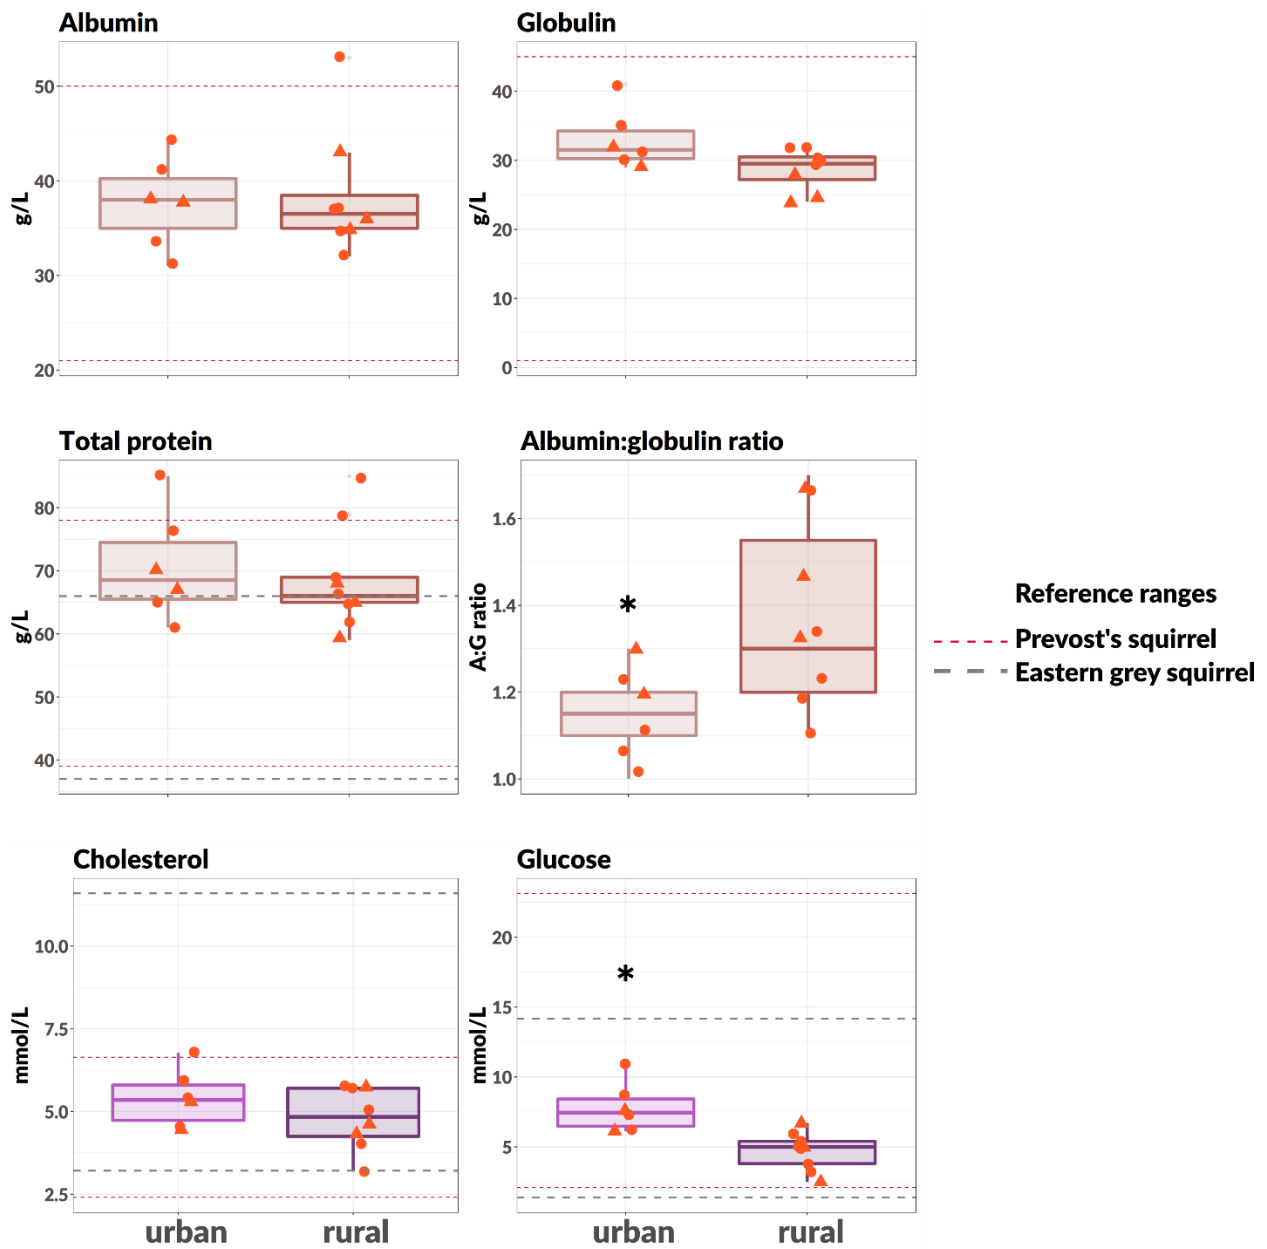 Albumin
Globulin
50
40
30
20
g/L
40
30
20
10
0
g/L
Total protein
Albumin:globulin ratio
80
70
60
50
40
g/L
1.6
1.4
1.2
1.0
A:G ratio
*
Reference ranges
Prevost's squirrel
Eastern grey squirrel
Cholesterol
Glucose
10.0
7.5
5.0
2.5
mmol/L
20
15
10
5
mmol/L
*
urban rural
urban rural